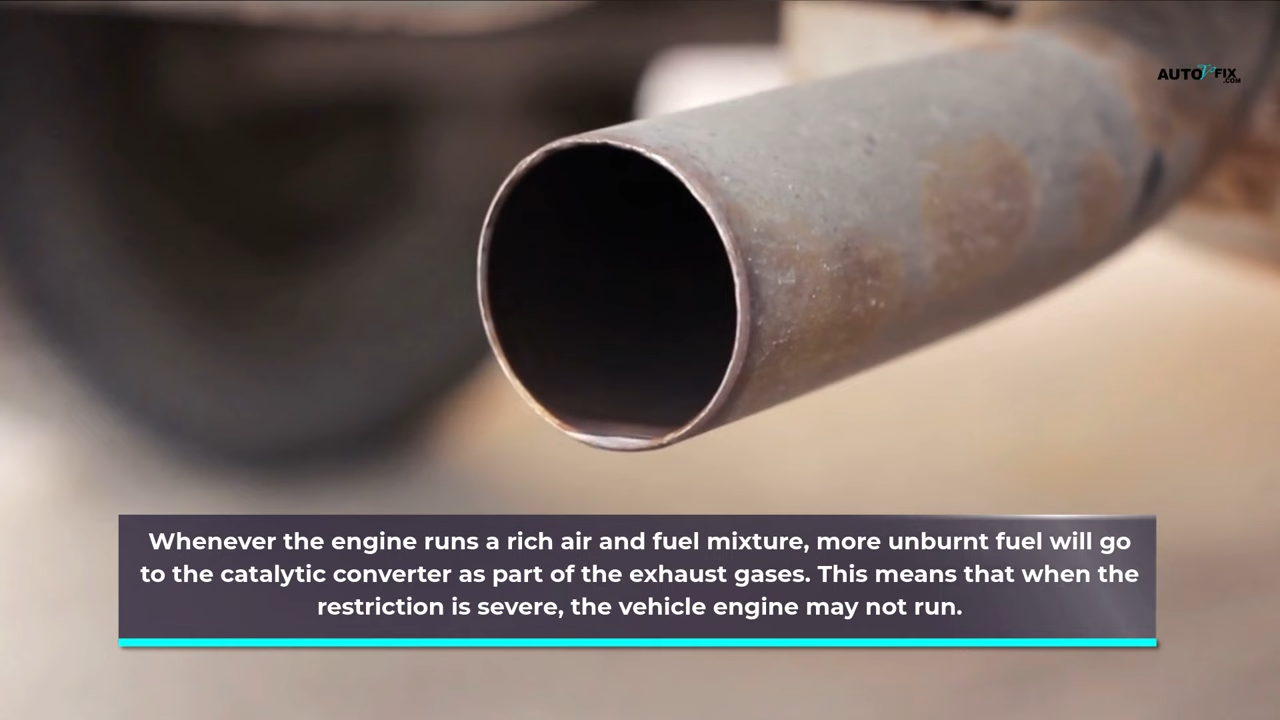 AUTOVFIX
.COM
Whenever the engine runs a rich air and fuel mixture, more unburnt fuel will go
to the catalytic converter as part of the exhaust gases. This means that when the
restriction is severe, the vehicle engine may not run.